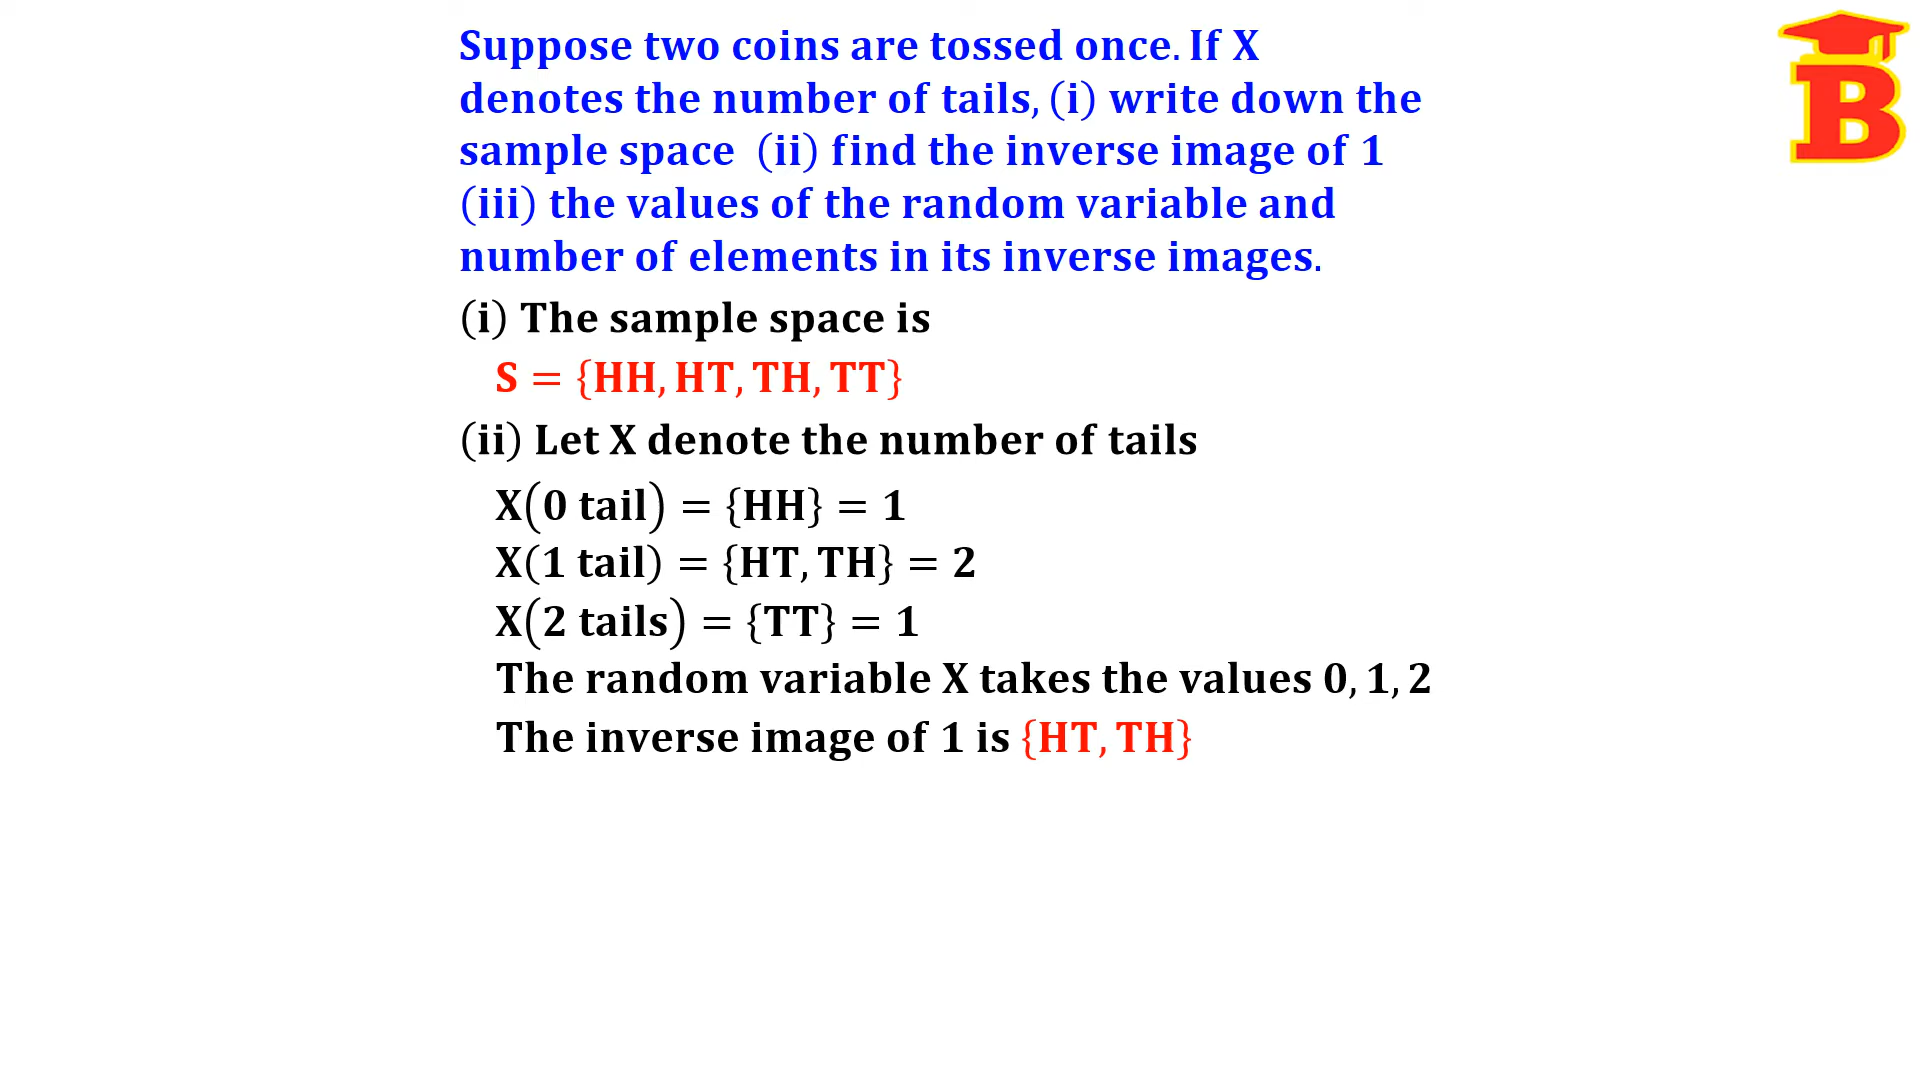 Suppose two coins are tossed once. If X
denotes the number of tails, (i) write down the
sample space (ii) find the inverse image of 1
(iii) the values of the random variable and
number of elements in its inverse images.
(i) The sample space is
S = {HH, HT, TH, TT}
(ii) Let X denote the number of tails
X(0 tail) = {HH} = 1
X(1 tail) = {HT, TH} = 2
X(2 tails) = {TT} = 1
The random variable X takes the values 0, 1, 2
The inverse image of 1 is {HT, TH}
B